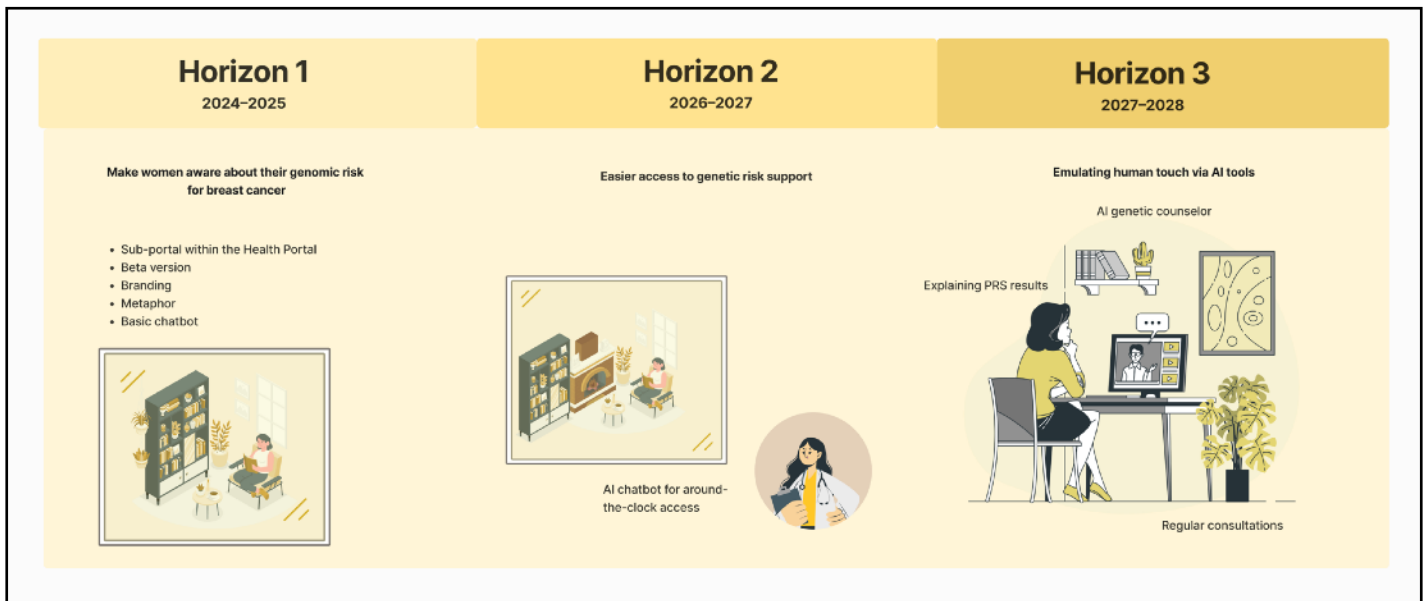 Horizon 1
2024–2025
Make women aware about their genomic risk
for breast cancer
• Sub-portal within the Health Portal
• Beta version
• Branding
• Metaphor
• Basic chatbot
Horizon 2
2026–2027
Easier access to genetic risk support
AI chatbot for around-
the-clock access
Horizon 3
2027–2028
Emulating human touch via AI tools
AI genetic counselor
Explaining PRS results
Regular consultations